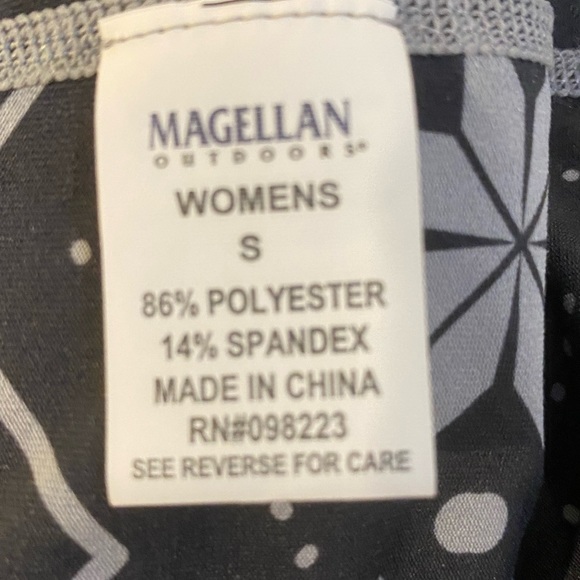 MAGELLAN
OUTDOORS®
WOMENS
S
86% POLYESTER
14% SPANDEX
MADE IN CHINA
RN#098223
SEE REVERSE FOR CARE